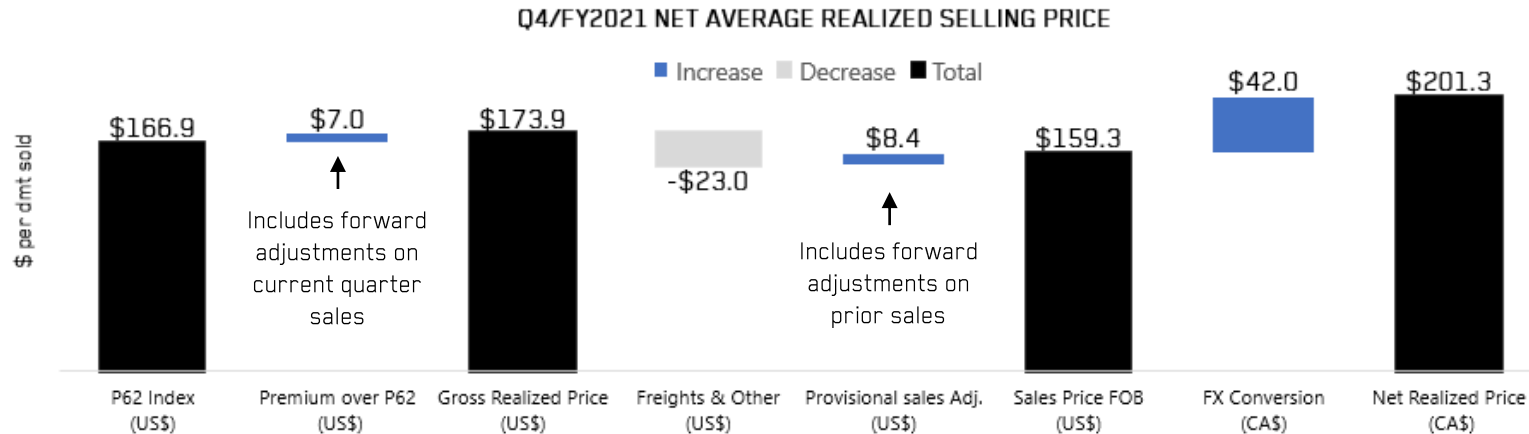 Q4/FY2021 NET AVERAGE REALIZED SELLING PRICE
Increase Decrease Total
$ per dmt sold
$166.9
$7.0
$173.9
-$23.0
$8.4
$159.3
$42.0
$201.3
Includes forward
adjustments on
current quarter
sales
Includes forward
adjustments on
prior sales
P62 Index
(US$)
Premium over P62
(US$)
Gross Realized Price
(US$)
Freights & Other
(US$)
Provisional sales Adj.
(US$)
Sales Price FOB
(US$)
FX Conversion
(CA$)
Net Realized Price
(CA$)